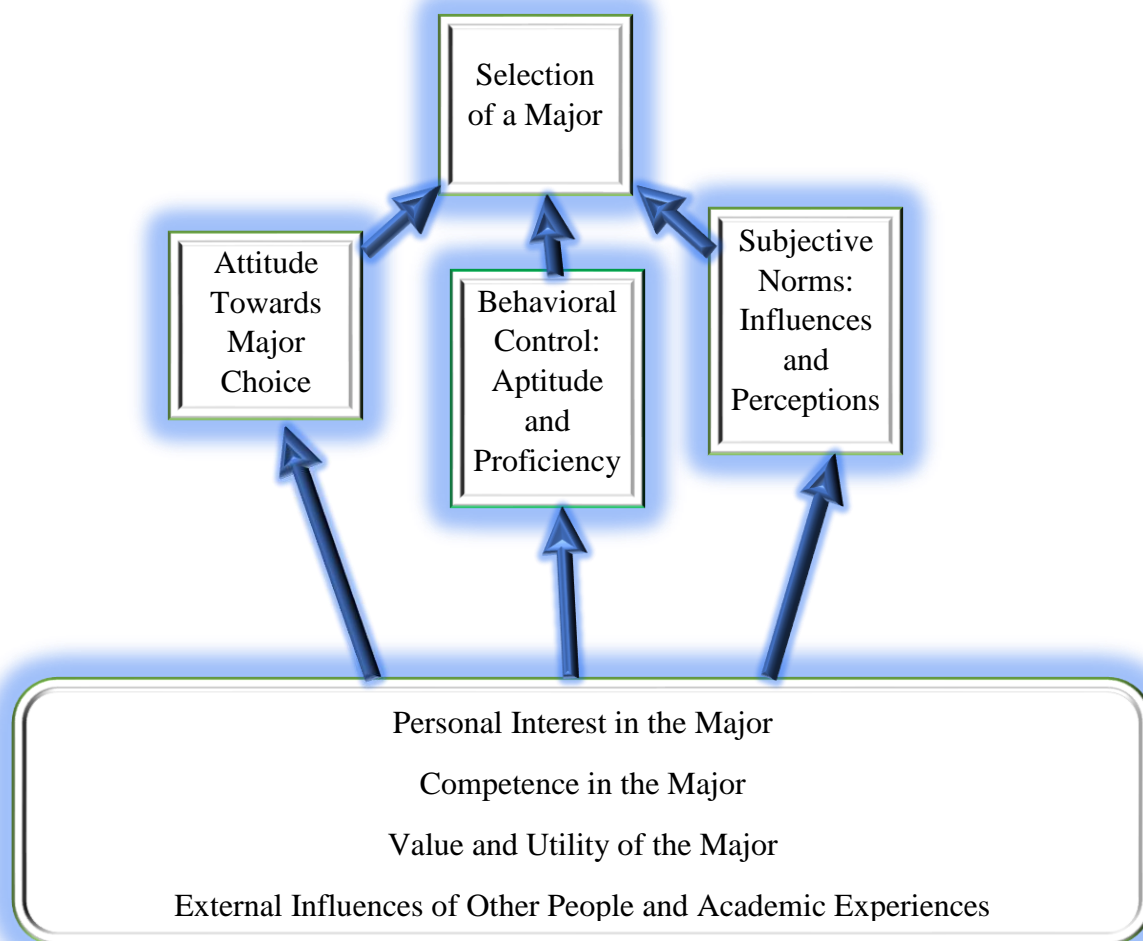 Selection
of a Major
Attitude
Towards
Major
Choice
Behavioral
Control:
Aptitude
and
Proficiency
Subjective
Norms:
Influences
and
Perceptions
Personal Interest in the Major
Competence in the Major
Value and Utility of the Major
External Influences of Other People and Academic Experiences